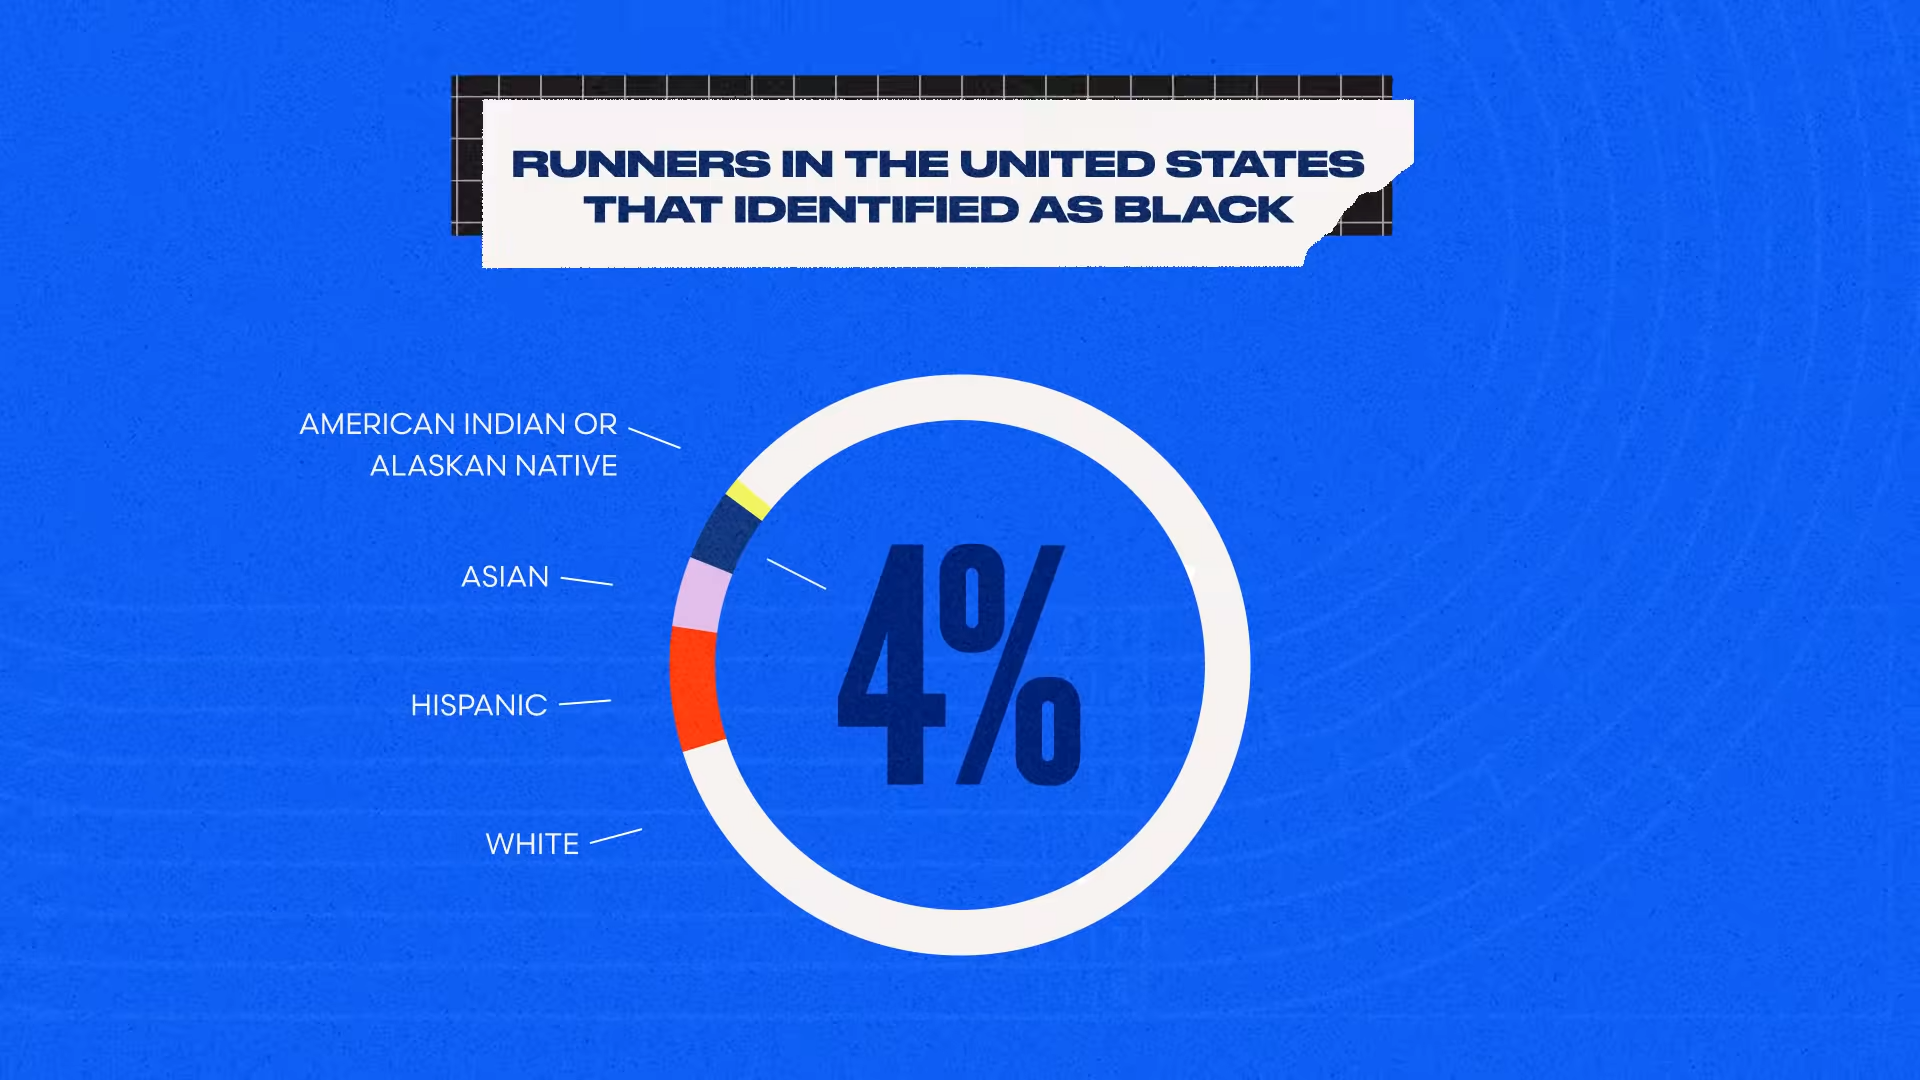 RUNNERS IN THE UNITED STATES
THAT IDENTIFIED AS BLACK
AMERICAN INDIAN OR
ALASKAN NATIVE
ASIAN
4%
HISPANIC
WHITE